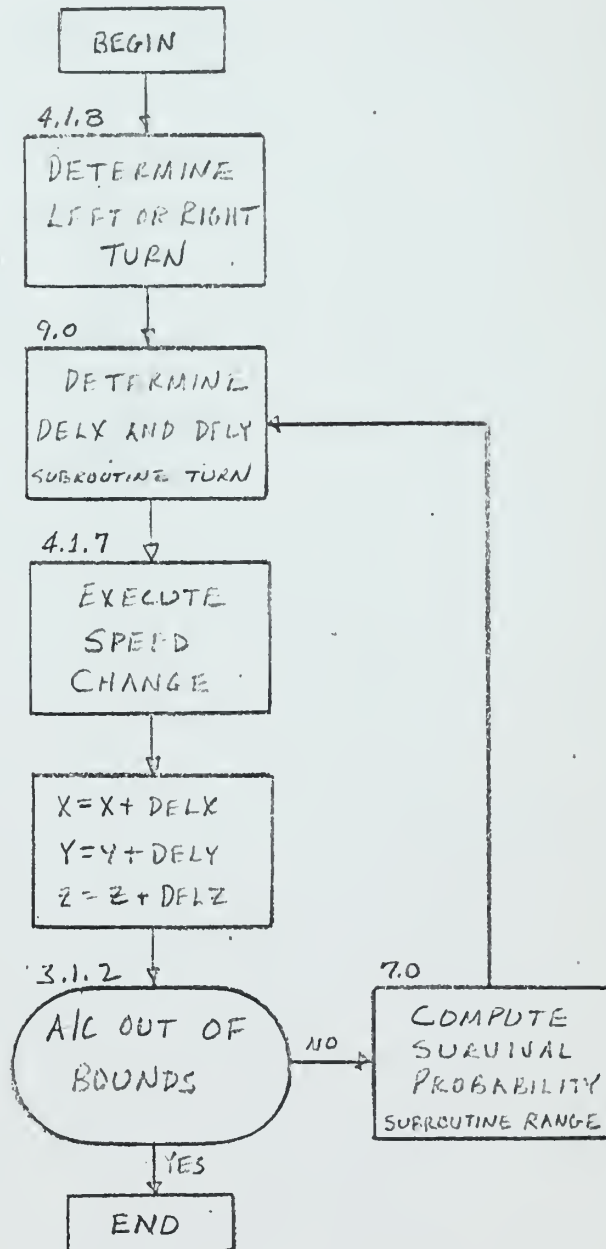 BEGIN
4.1.8
DETERMINE
LEFT OR RIGHT
TURN
9.0
DETERMINE
DELX AND DELY
SUBROUTINE TURN
4.1.7
EXECUTE
SPEED
CHANGE
X=X+DELX
Y=Y+DELY
Z=Z+DELZ
3.1.2
A/C OUT OF
BOUNDS
NO
7.0
COMPUTE
SURVIVAL
PROBABILITY
SUBROUTINE RANGE
YES
END